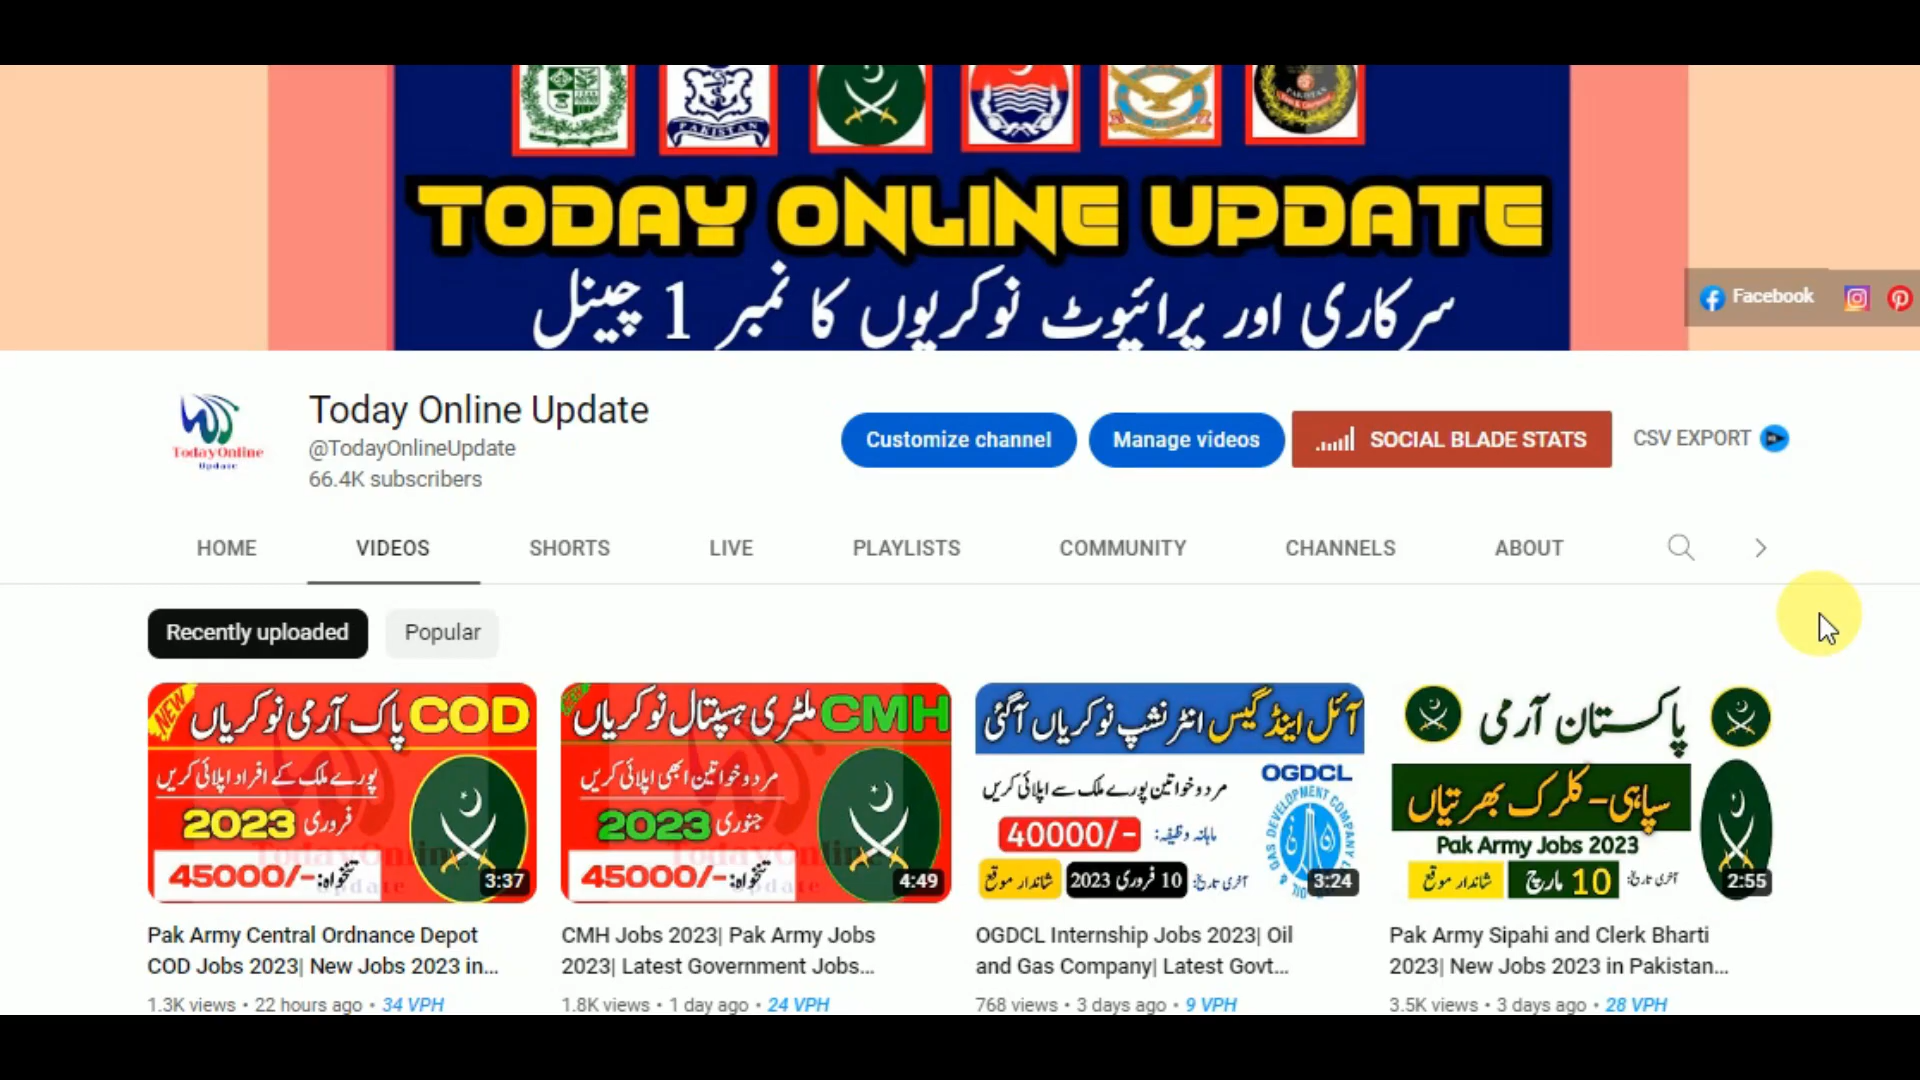 PAKISTAN
PAKISTAN
TODAY ONLINE UPDATE
سرکاری اور پرائیوٹ نوکریوں کا نمبر 1 چینل
Facebook
Today Online Update
@TodayOnlineUpdate
66.4K subscribers
TodayOnline
Update
Customize channel
Manage videos
SOCIAL BLADE STATS
CSV EXPORT
HOME
VIDEOS
SHORTS
LIVE
PLAYLISTS
COMMUNITY
CHANNELS
ABOUT
Recently uploaded
Popular
NEW
COD پاک آرمی نوکریاں
پورے ملک کے افراد اپلائی کریں
فروری 2023
تنخواہ: 45000/-
3:37
NEW
CMH ملٹری ہسپتال نوکریاں
مرد و خواتین ابھی اپلائی کریں
جنوری 2023
تنخواہ: 45000/-
4:49
آئل اینڈ گیس انٹرنشپ نوکریاں آگئی
مرد و خواتین پورے ملک سے اپلائی کریں
OGDCL
ماہانہ وظیفہ: 40000/-
آخری تاریخ: 10 فروری 2023
شاندار موقع
3:24
پاکستان آرمی
سپاہی - کلرک بھرتیاں
Pak Army Jobs 2023
آخری تاریخ: 10 مارچ
شاندار موقع
2:55
Pak Army Central Ordnance Depot
COD Jobs 2023| New Jobs 2023 in...
1.3K views • 22 hours ago • 34 VPH
CMH Jobs 2023| Pak Army Jobs
2023| Latest Government Jobs...
1.8K views • 1 day ago • 24 VPH
OGDCL Internship Jobs 2023| Oil
and Gas Company| Latest Govt...
768 views • 3 days ago • 9 VPH
Pak Army Sipahi and Clerk Bharti
2023| New Jobs 2023 in Pakistan...
3.5K views • 3 days ago • 28 VPH